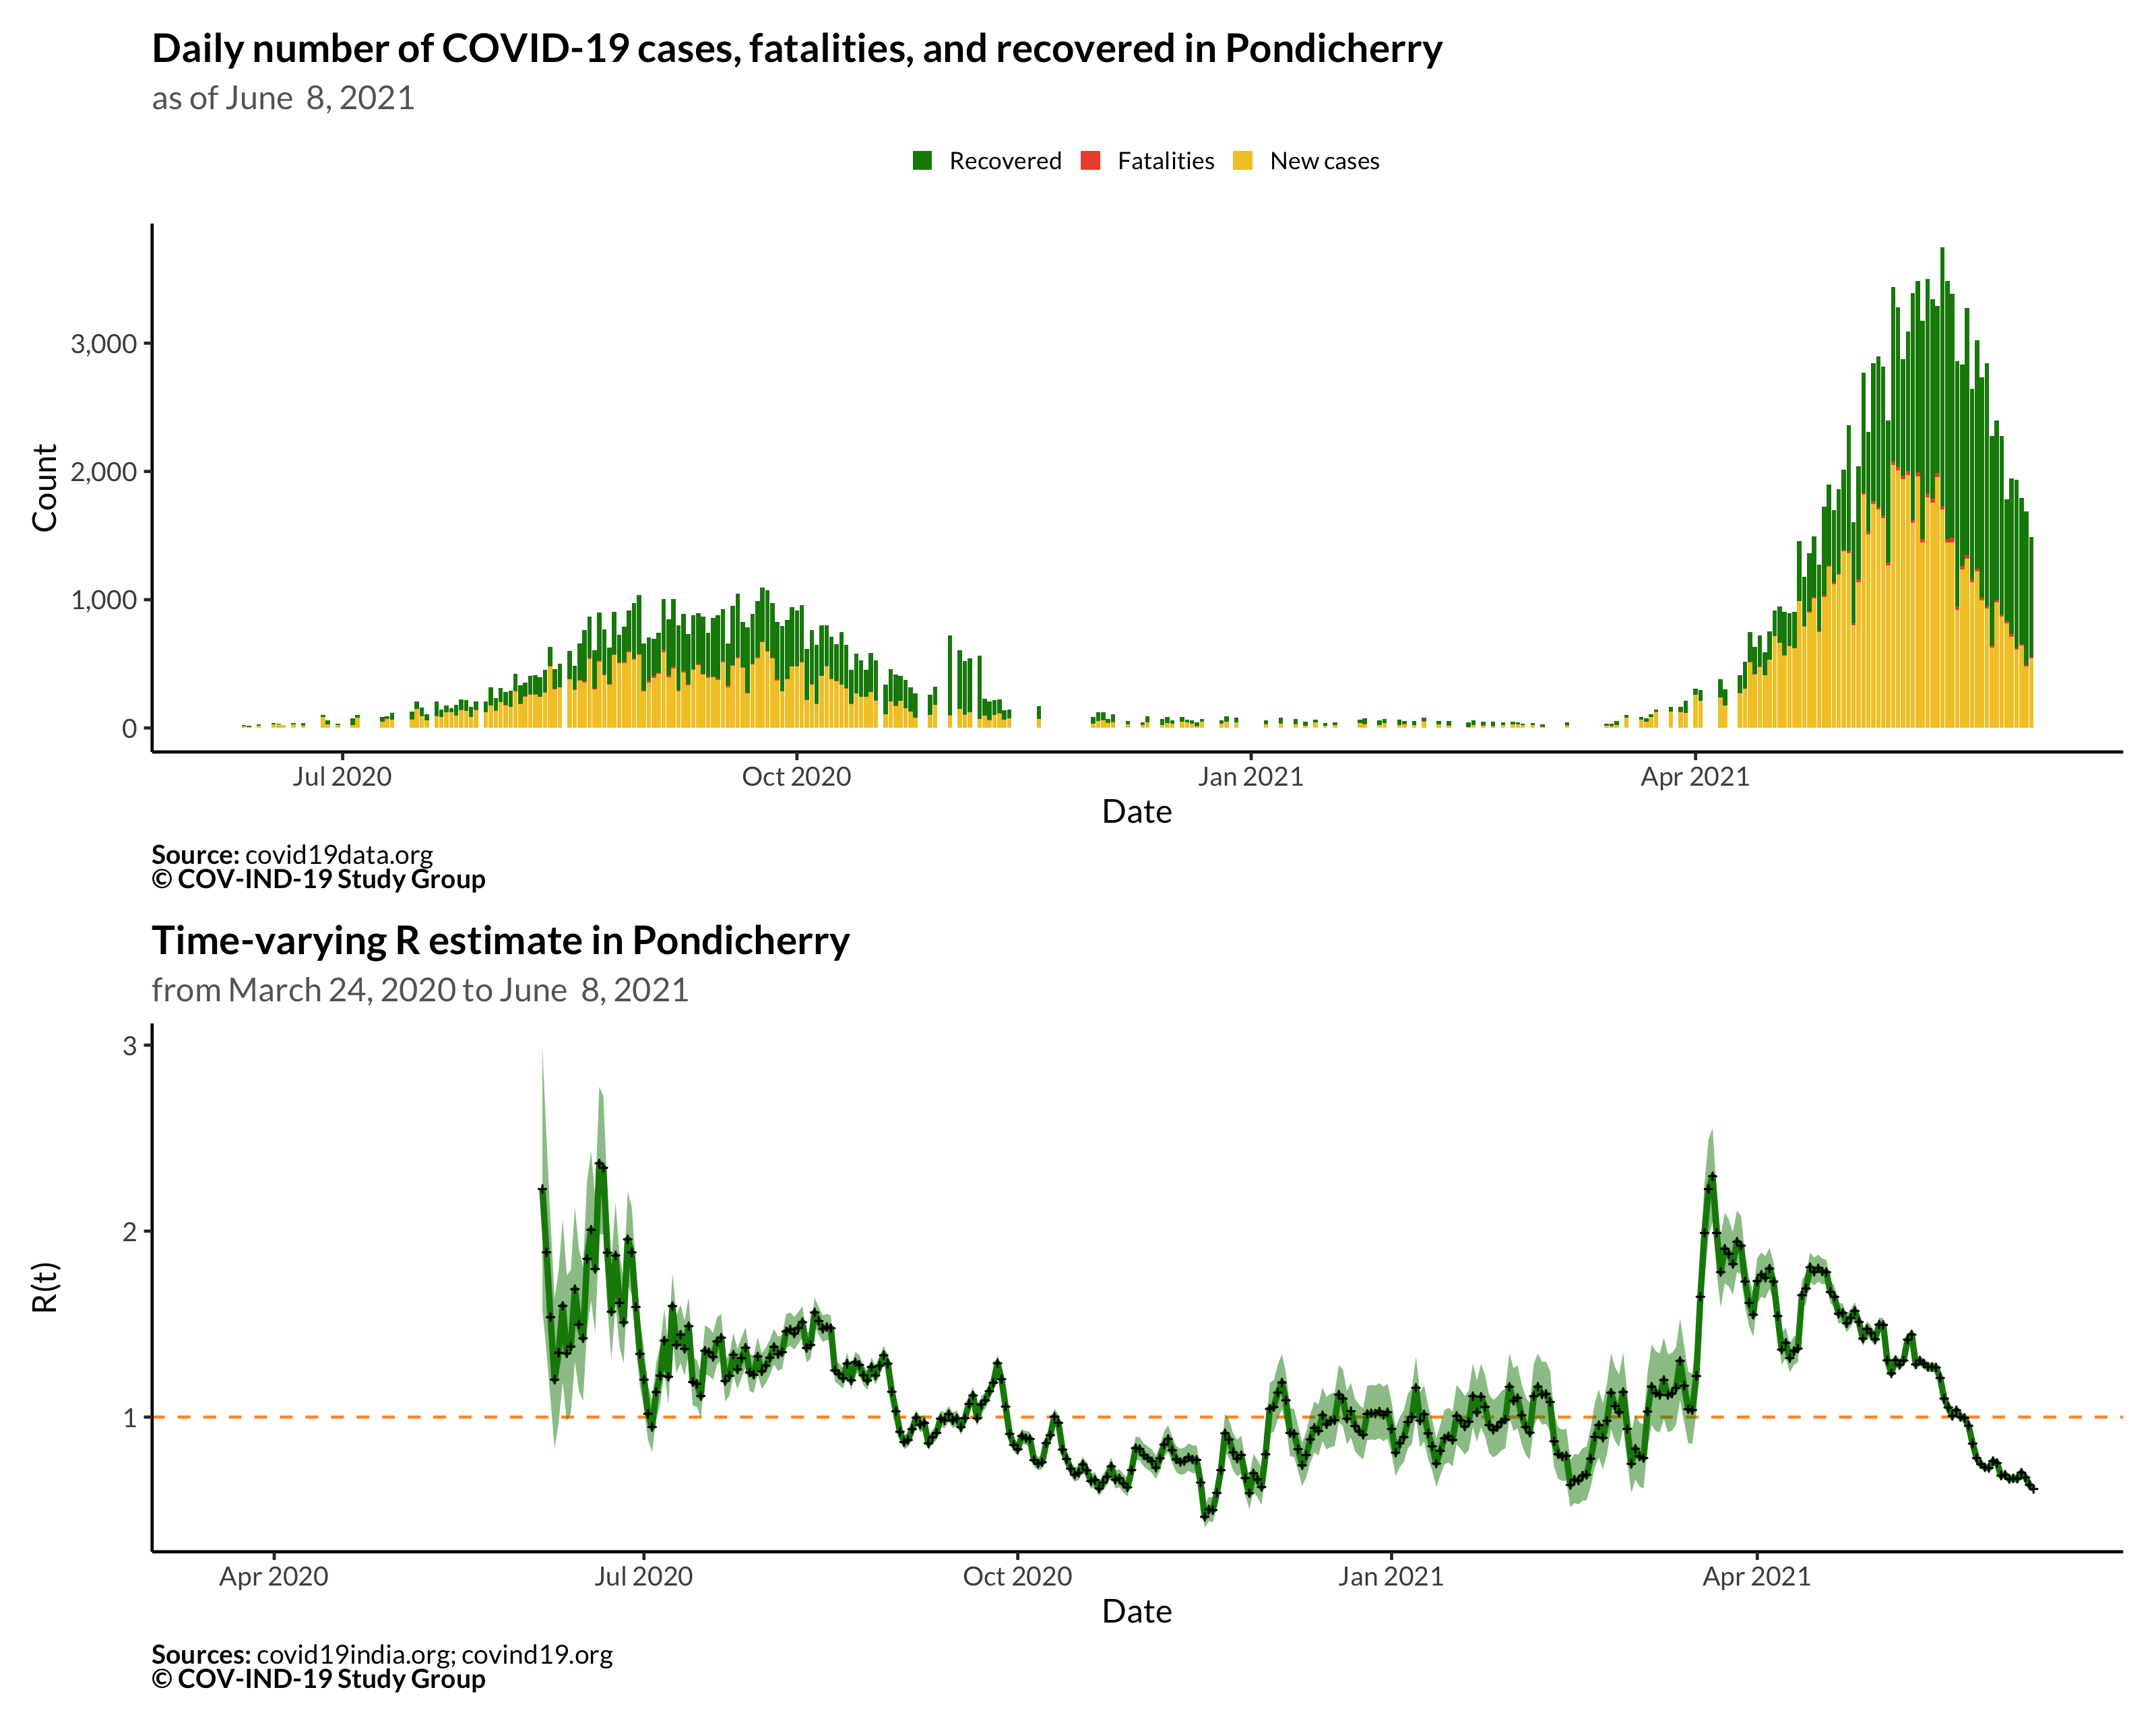 Daily number of COVID-19 cases, fatalities, and recovered in Pondicherry
as of June  8, 2021
Recovered Fatalities New cases
Count
3,000
2,000
1,000
0
Jul 2020 Oct 2020 Jan 2021 Apr 2021
Date
Source: covid19data.org
© COV-IND-19 Study Group
Time-varying R estimate in Pondicherry
from March 24, 2020 to June  8, 2021
R(t)
3
2
1
Apr 2020 Jul 2020 Oct 2020 Jan 2021 Apr 2021
Date
Sources: covid19india.org; covind19.org
© COV-IND-19 Study Group